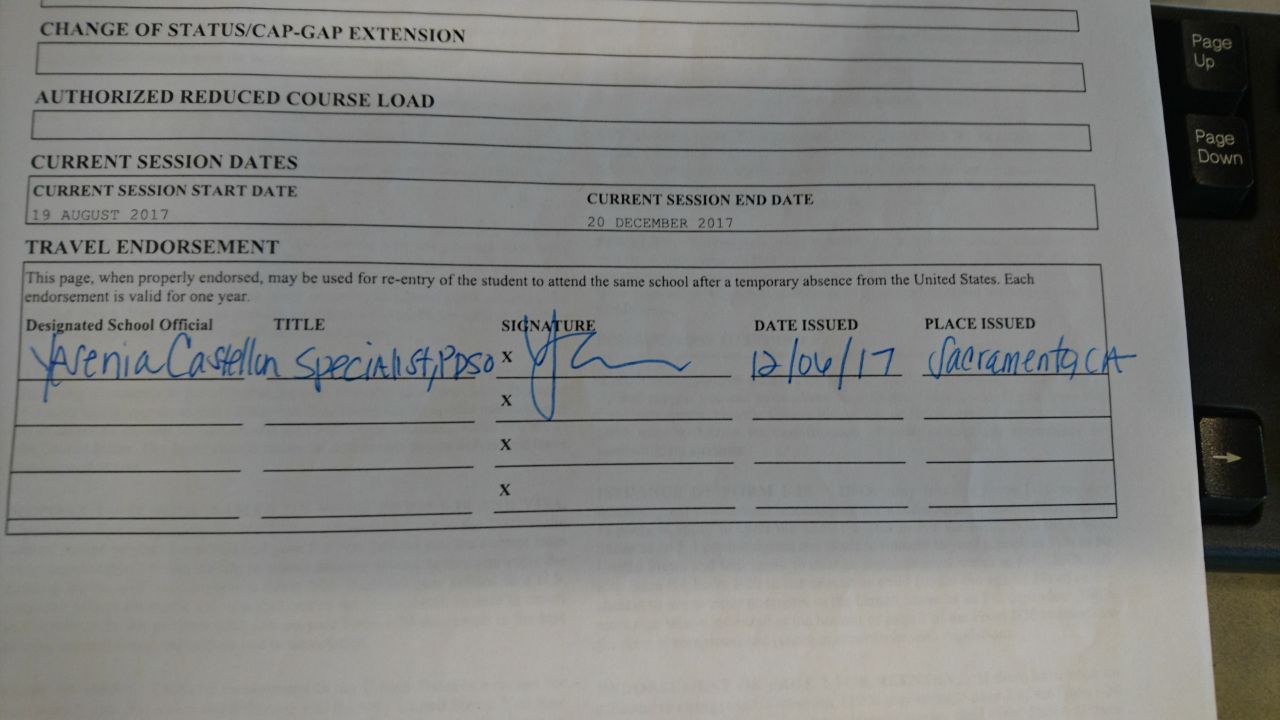 CHANGE OF STATUS/CAP-GAP EXTENSION
AUTHORIZED REDUCED COURSE LOAD
CURRENT SESSION DATES
CURRENT SESSION START DATE CURRENT SESSION END DATE
19 AUGUST 2017 20 DECEMBER 2017
TRAVEL ENDORSEMENT
This page, when properly endorsed, may be used for re-entry of the student to attend the same school after a temporary absence from the United States. Each
endorsement is valid for one year.
Designated School Official TITLE SIGNATURE DATE ISSUED PLACE ISSUED
Yesenia Castellon Specialist, PDSO X 12/06/17 Sacramento, CA
X
X
X
Page
Up
Page
Down
→